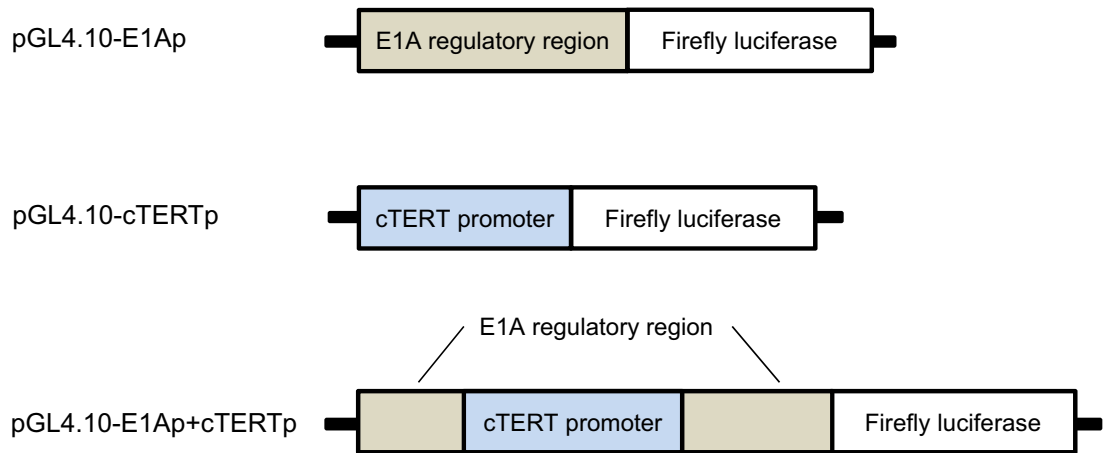 pGL4.10-E1Ap
E1A regulatory region
Firefly luciferase
pGL4.10-cTERTp
cTERT promoter
Firefly luciferase
E1A regulatory region
pGL4.10-E1Ap+cTERTp
cTERT promoter
Firefly luciferase